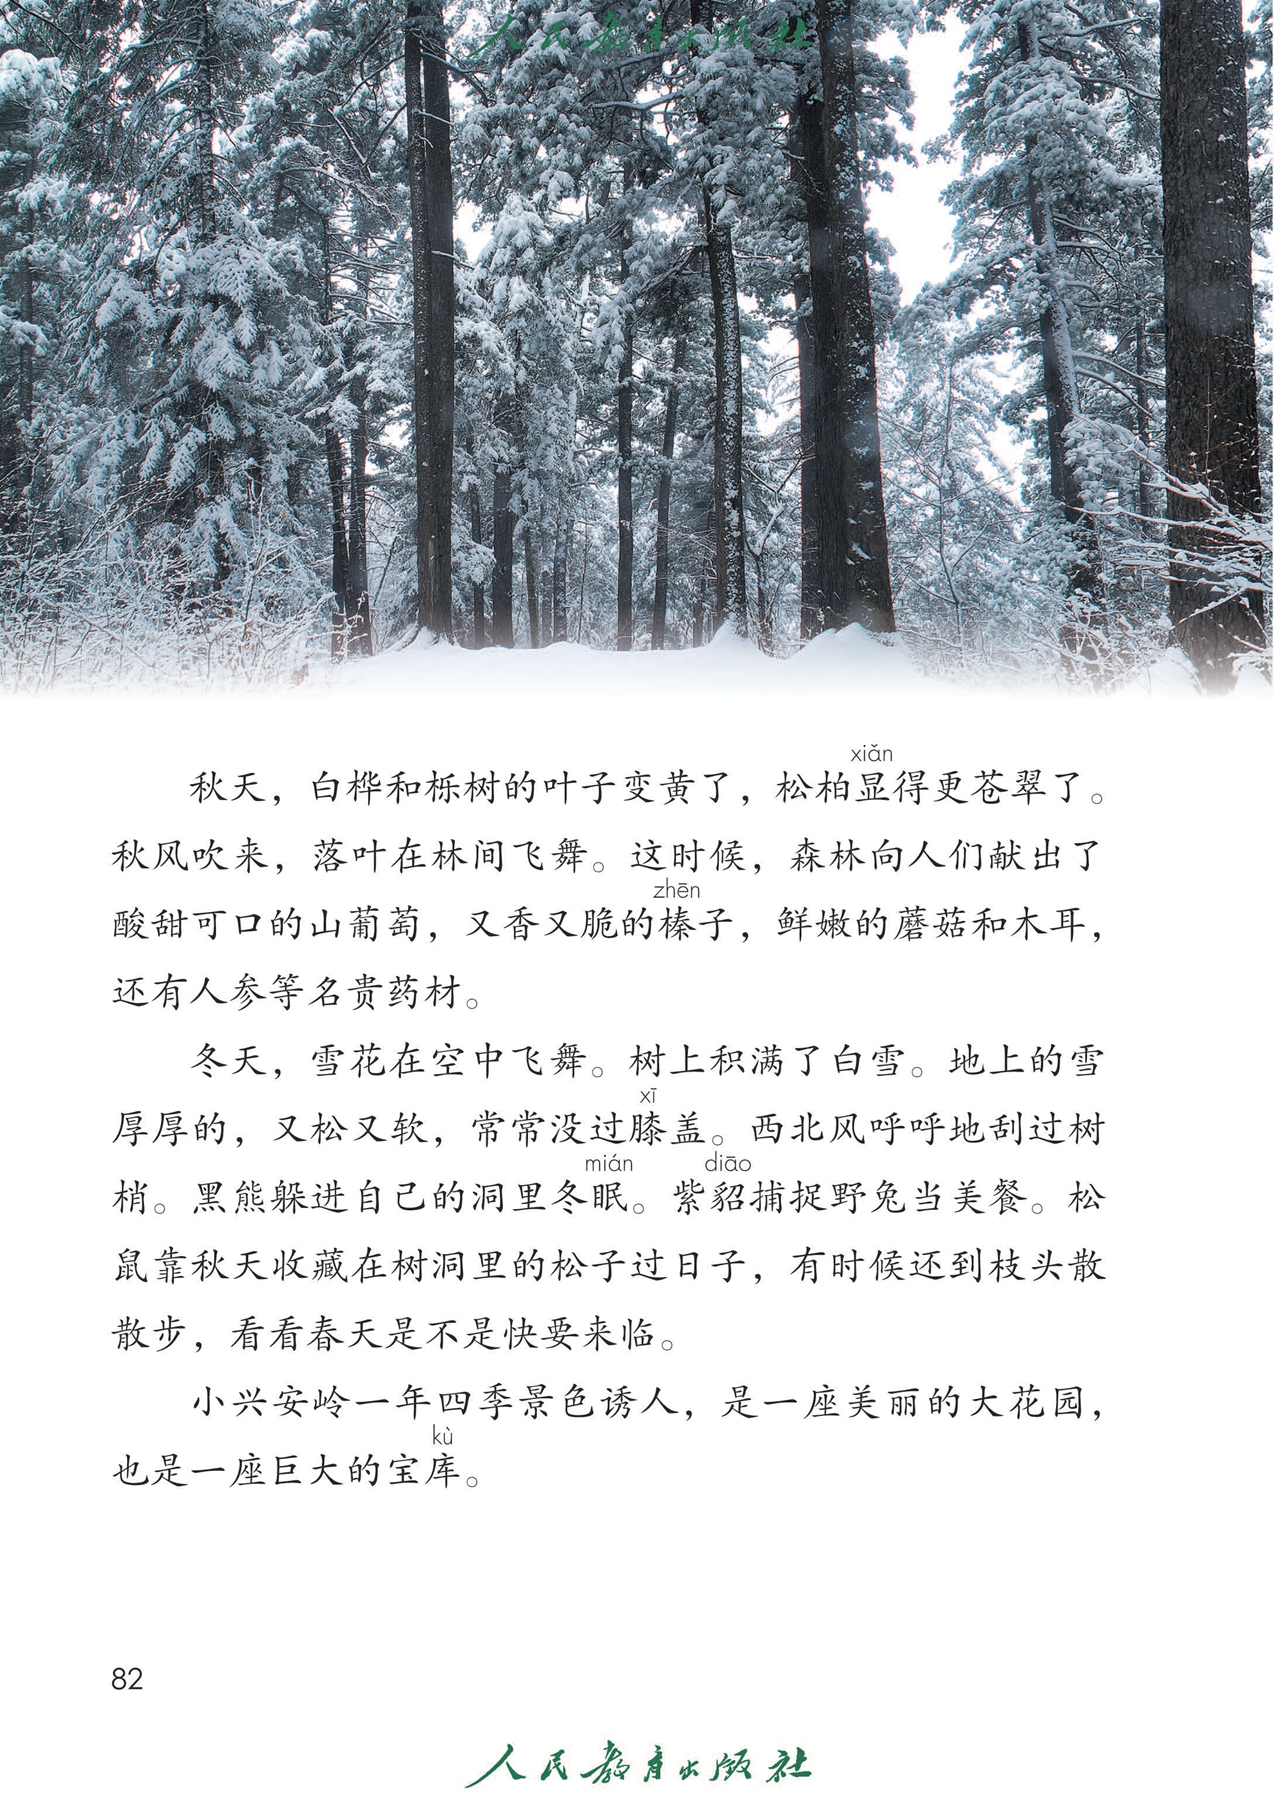 人民教育出版社
xiǎn
秋天，白桦和栎树的叶子变黄了，松柏显得更苍翠了。
秋风吹来，落叶在林间飞舞。这时候，森林向人们献出了
zhēn
酸甜可口的山葡萄，又香又脆的榛子，鲜嫩的蘑菇和木耳，
还有人参等名贵药材。
冬天，雪花在空中飞舞。树上积满了白雪。地上的雪
xī
厚厚的，又松又软，常常没过膝盖。西北风呼呼地刮过树
mián diāo
梢。黑熊躲进自己的洞里冬眠。紫貂捕捉野兔当美餐。松
鼠靠秋天收藏在树洞里的松子过日子，有时候还到枝头散
散步，看看春天是不是快要来临。
小兴安岭一年四季景色诱人，是一座美丽的大花园，
kù
也是一座巨大的宝库。
82
人民教育出版社